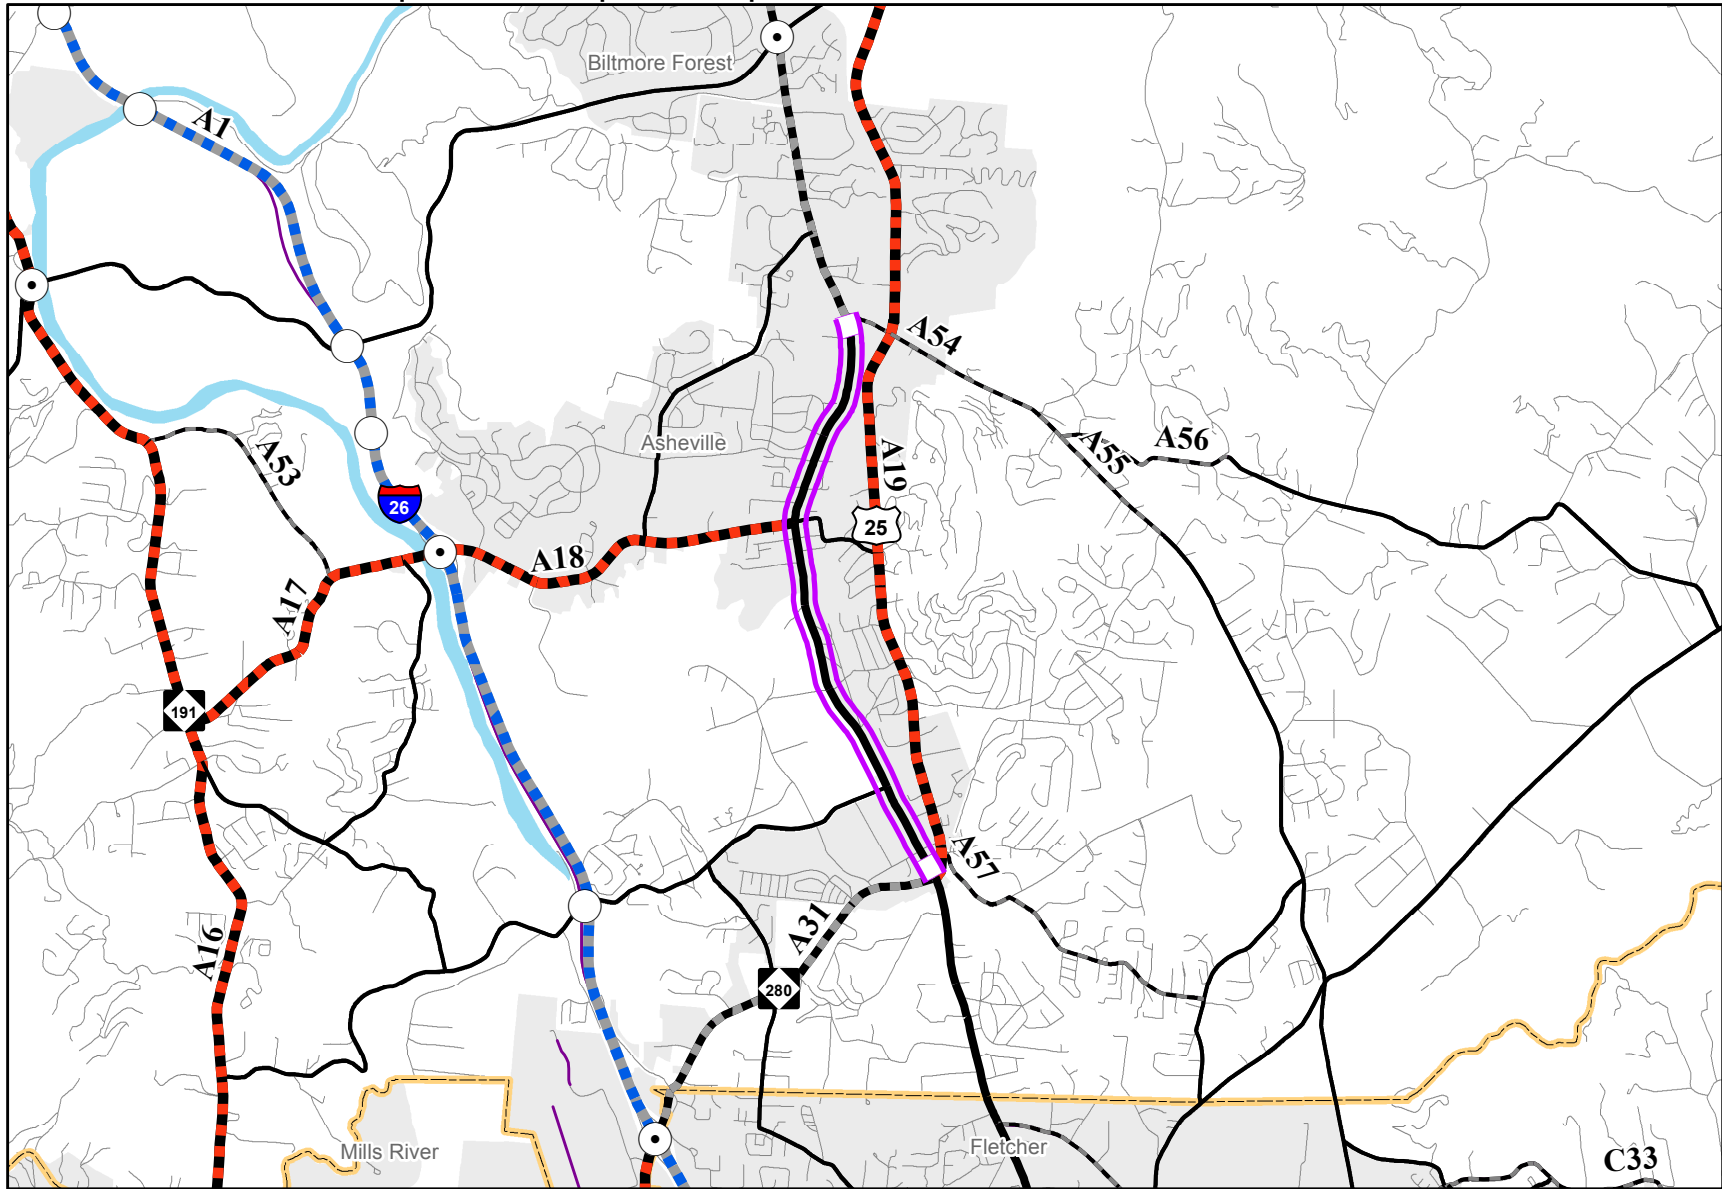 Biltmore Forest
A1
A54
A53
Asheville
A19
A55
A56
26
25
A18
A17
191
A57
A16
A31
280
Mills River
Fletcher
C33